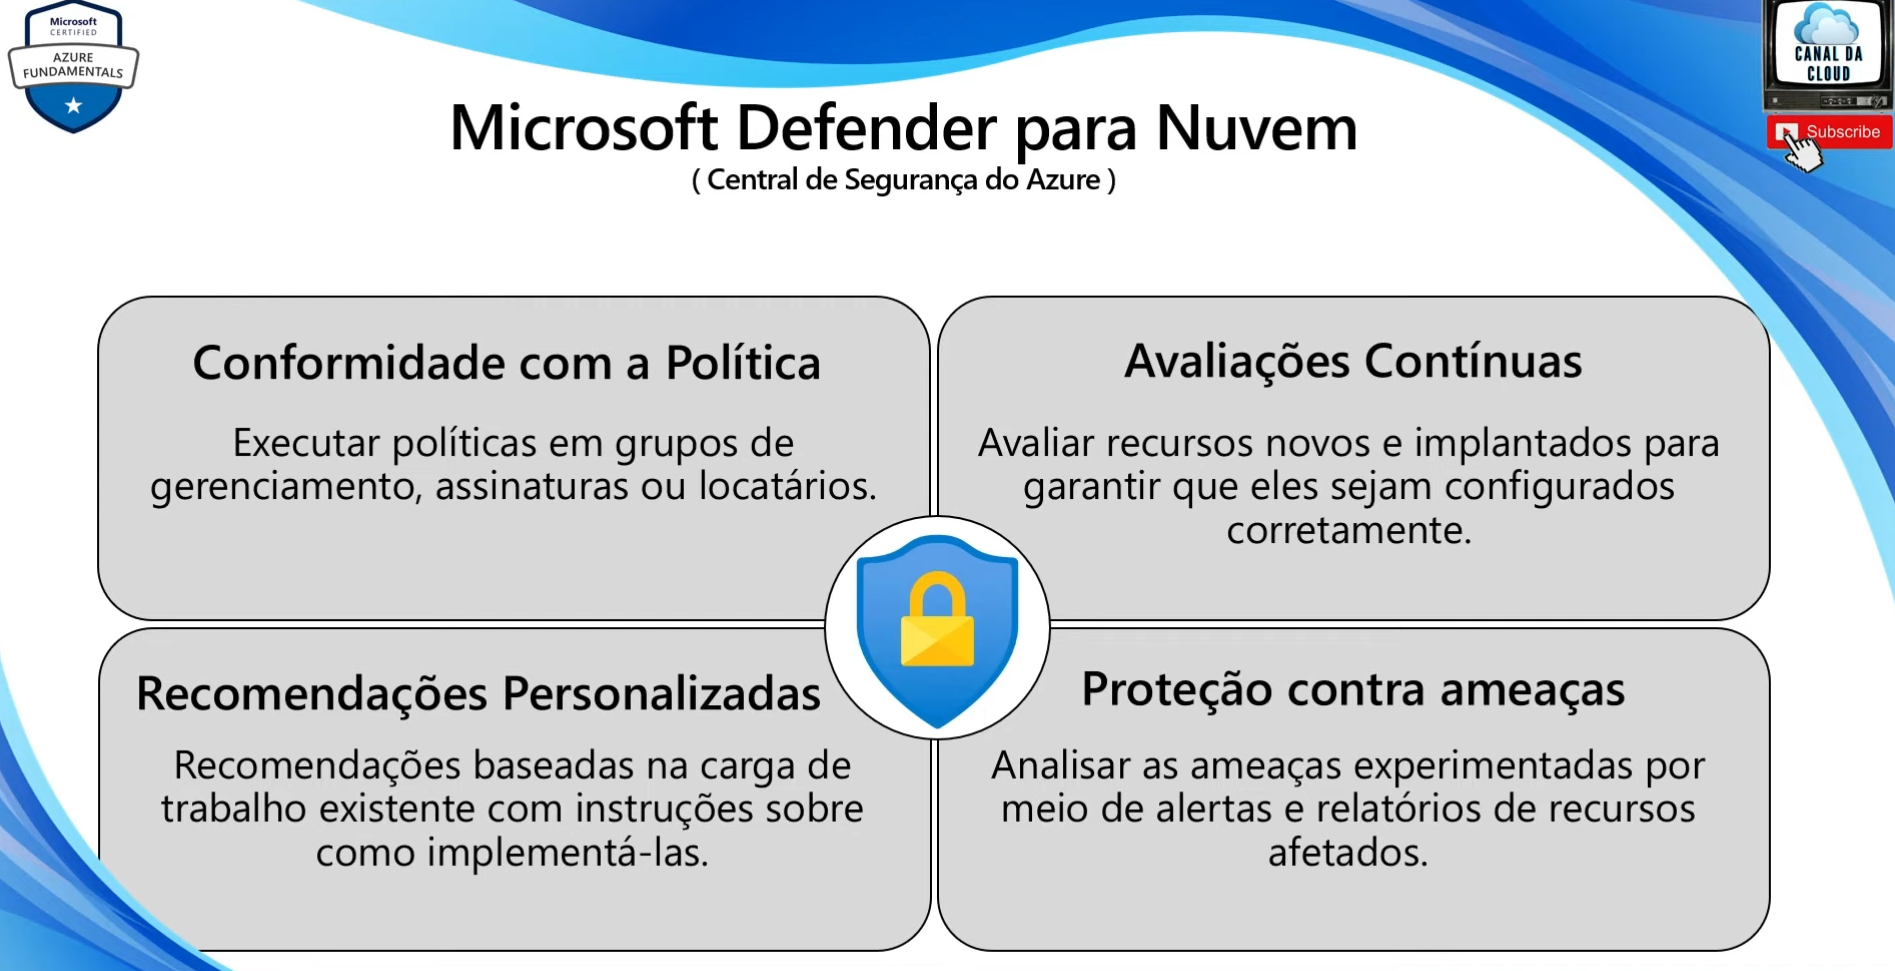 Microsoft
CERTIFIED
AZURE
FUNDAMENTALS
CANAL DA
CLOUD
Subscribe
Microsoft Defender para Nuvem
( Central de Segurança do Azure )
Conformidade com a Política
Executar políticas em grupos de
gerenciamento, assinaturas ou locatários.
Avaliações Contínuas
Avaliar recursos novos e implantados para
garantir que eles sejam configurados
corretamente.
Recomendações Personalizadas
Recomendações baseadas na carga de
trabalho existente com instruções sobre
como implementá-las.
Proteção contra ameaças
Analisar as ameaças experimentadas por
meio de alertas e relatórios de recursos
afetados.